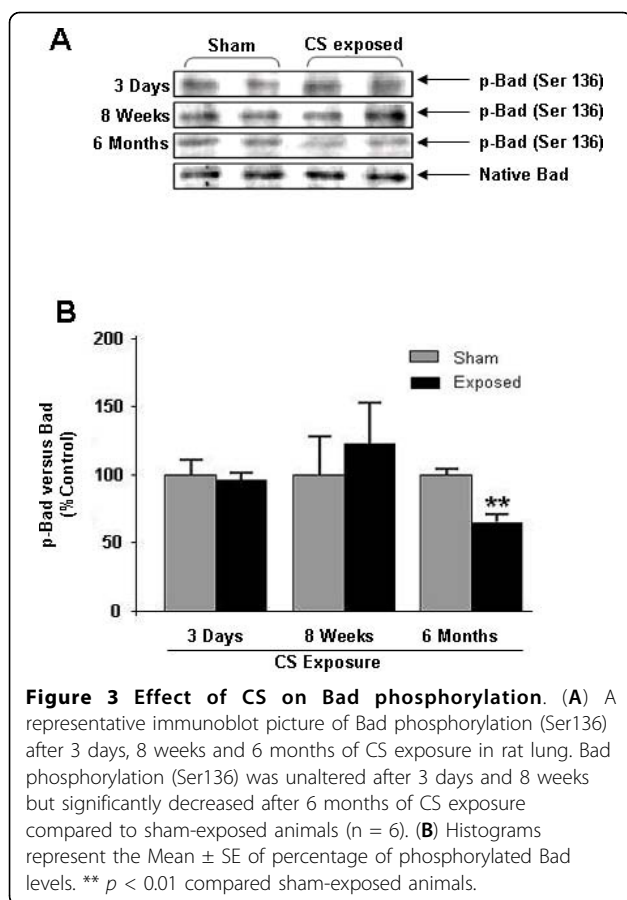 A
Sham CS exposed
3 Days p-Bad (Ser 136)
8 Weeks p-Bad (Ser 136)
6 Months p-Bad (Ser 136)
Native Bad
B
200
150
100
50
0
p-Bad versus Bad
(% Control)
Sham
Exposed
**
3 Days 8 Weeks 6 Months
CS Exposure
Figure 3 Effect of CS on Bad phosphorylation. (A) A
representative immunoblot picture of Bad phosphorylation (Ser136)
after 3 days, 8 weeks and 6 months of CS exposure in rat lung. Bad
phosphorylation (Ser136) was unaltered after 3 days and 8 weeks
but significantly decreased after 6 months of CS exposure
compared to sham-exposed animals (n = 6). (B) Histograms
represent the Mean ± SE of percentage of phosphorylated Bad
levels. ** p < 0.01 compared sham-exposed animals.